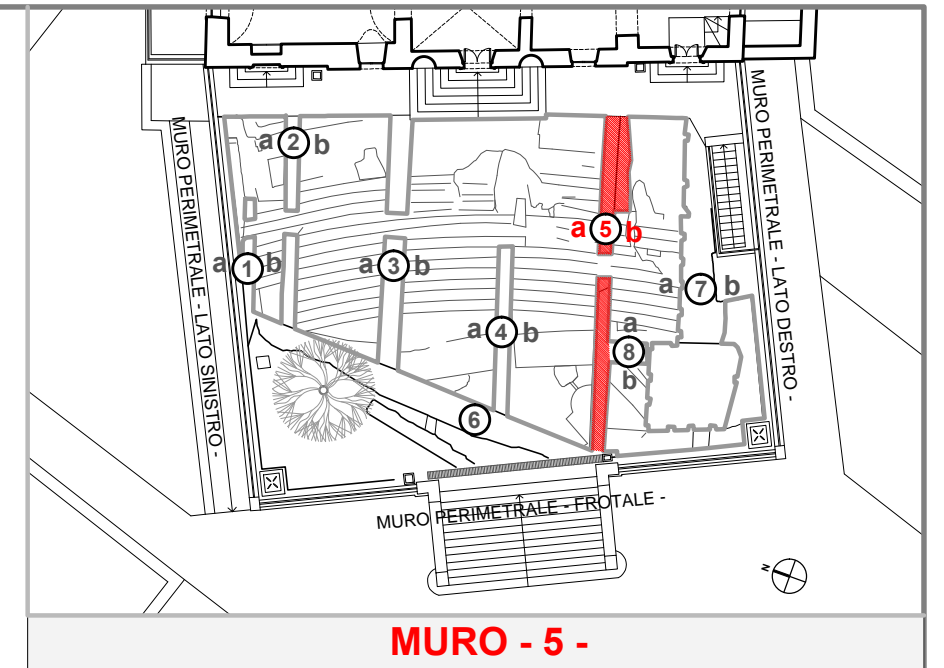 MURO PERIMETRALE - LATO SINISTRO -
MURO PERIMETRALE - LATO DESTRO -
a 2 b
a 1 b
a 3 b
a 4 b
a 5 b
a 7 b
a
8
b
6
MURO PERIMETRALE - FROTALE -
N
MURO - 5 -